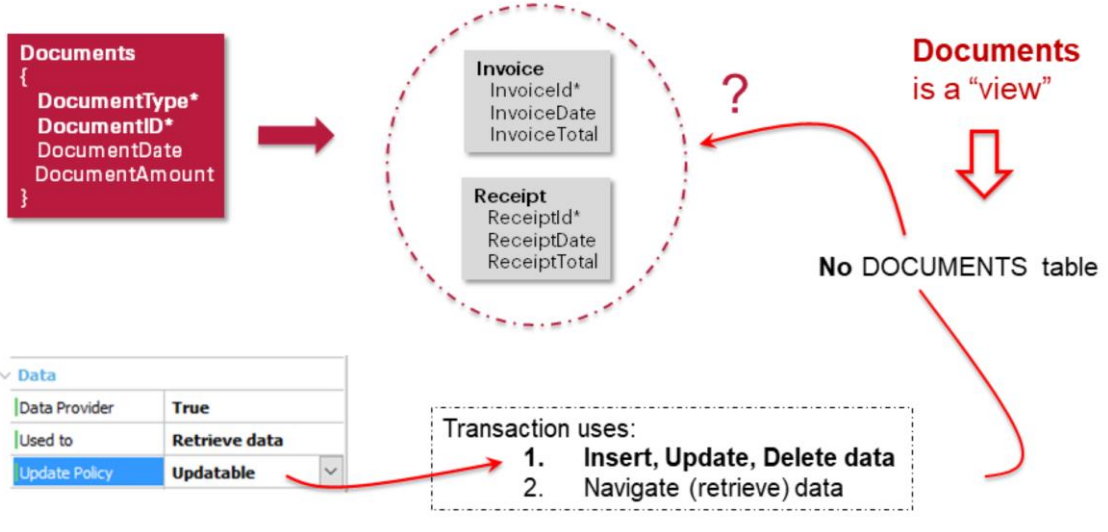 Documents
{
DocumentType*
DocumentID*
DocumentDate
DocumentAmount
}
Invoice
InvoiceId*
InvoiceDate
InvoiceTotal
Receipt
ReceiptId*
ReceiptDate
ReceiptTotal
?
Documents
is a “view”
No DOCUMENTS table
Data
Data Provider True
Used to Retrieve data
Update Policy Updatable
Transaction uses:
1. Insert, Update, Delete data
2. Navigate (retrieve) data